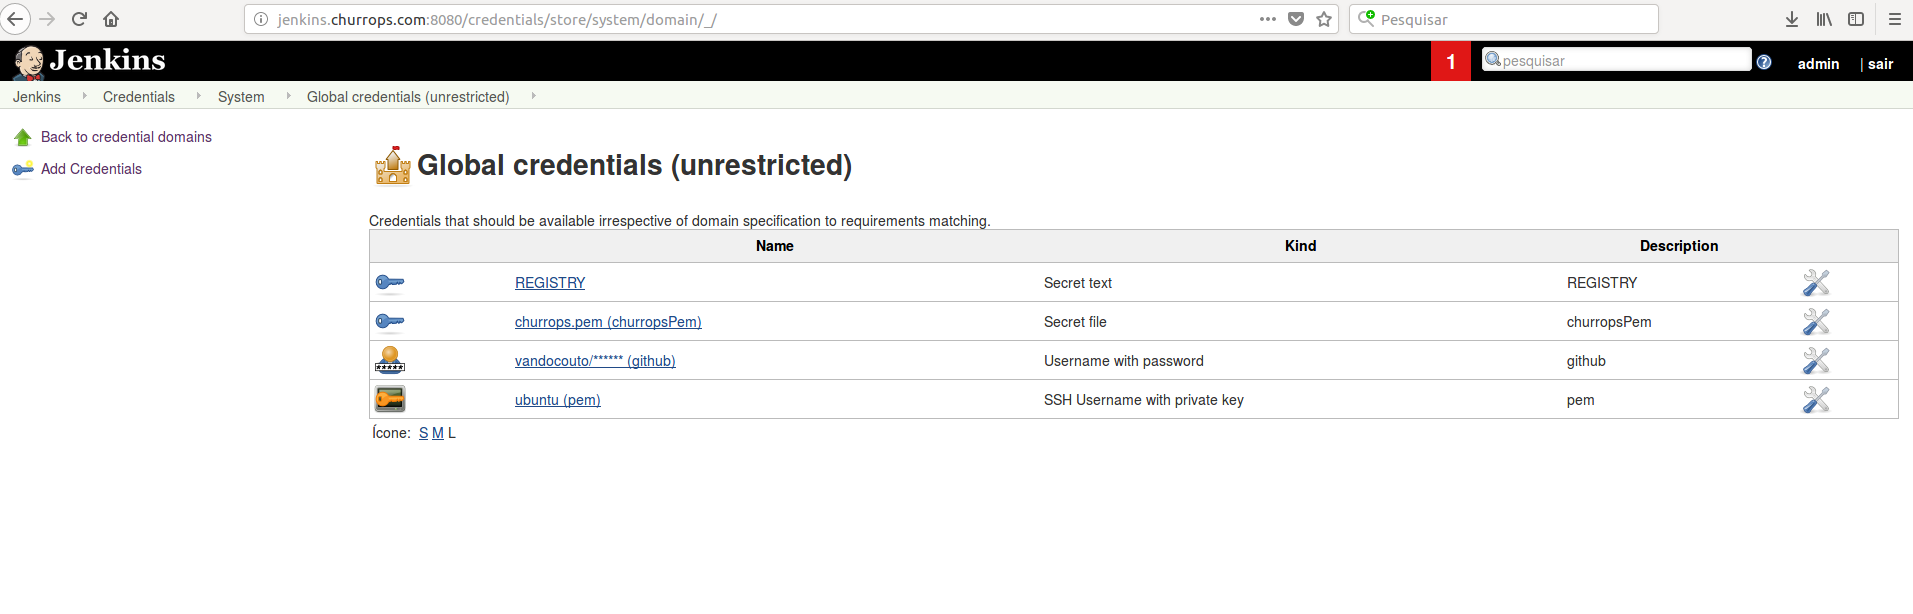 jenkins.churrops.com:8080/credentials/store/system/domain/_/
Pesquisar
Jenkins
1
pesquisar
?
admin
| sair
Jenkins Credentials System Global credentials (unrestricted)
Back to credential domains
Add Credentials
Global credentials (unrestricted)
Credentials that should be available irrespective of domain specification to requirements matching.
Name Kind Description
REGISTRY Secret text REGISTRY
churrops.pem (churropsPem) Secret file churropsPem
vandocouto/****** (github) Username with password github
ubuntu (pem) SSH Username with private key pem
Ícone: S M L